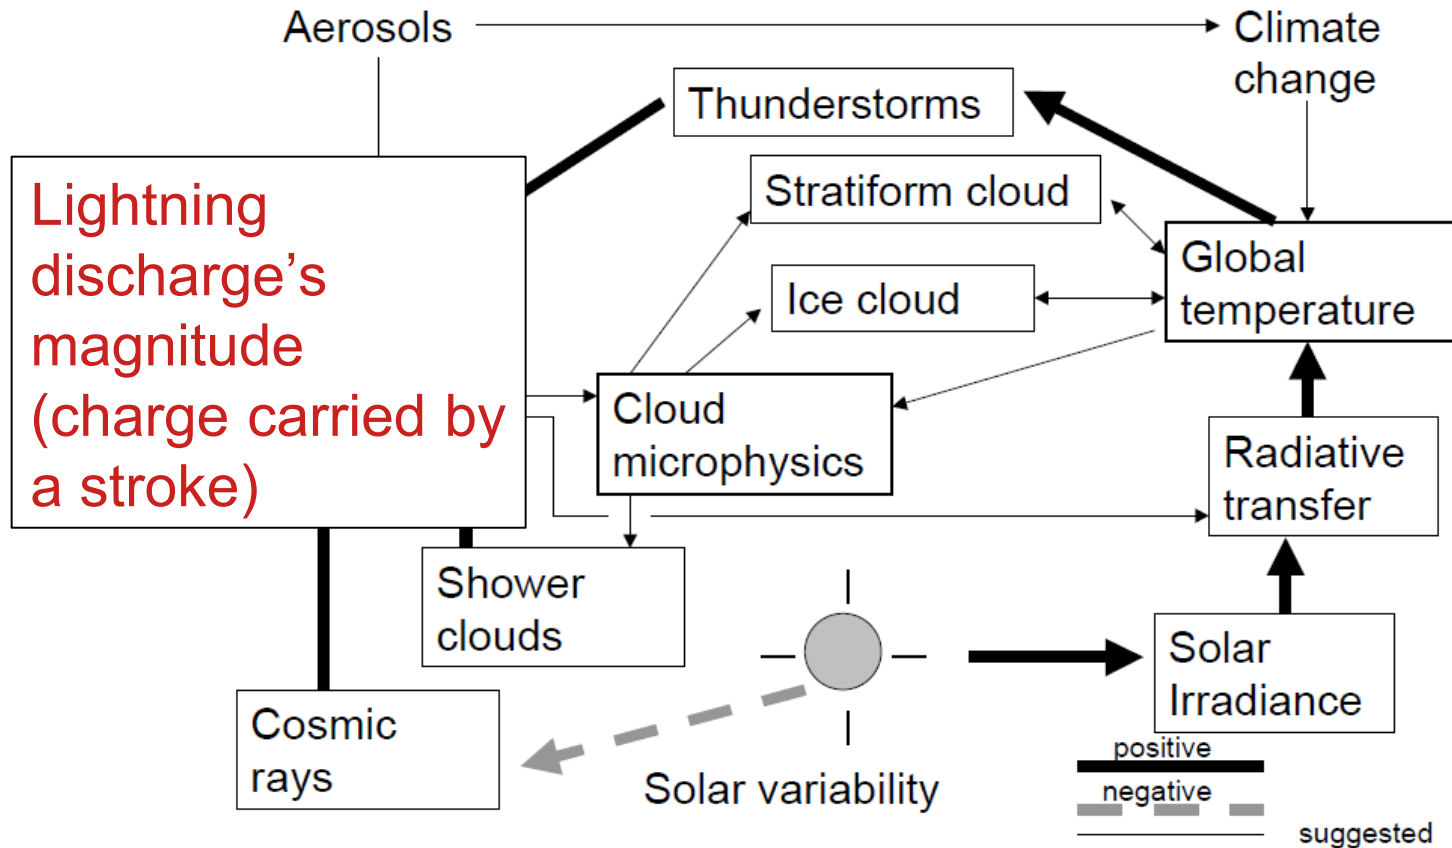 Aerosols
Climate
change
Thunderstorms
Lightning
discharge’s
magnitude
(charge carried by
a stroke)
Stratiform cloud
Global
temperature
Ice cloud
Cloud
microphysics
Radiative
transfer
Shower
clouds
Solar
Irradiance
Cosmic
rays
Solar variability
positive
negative
suggested